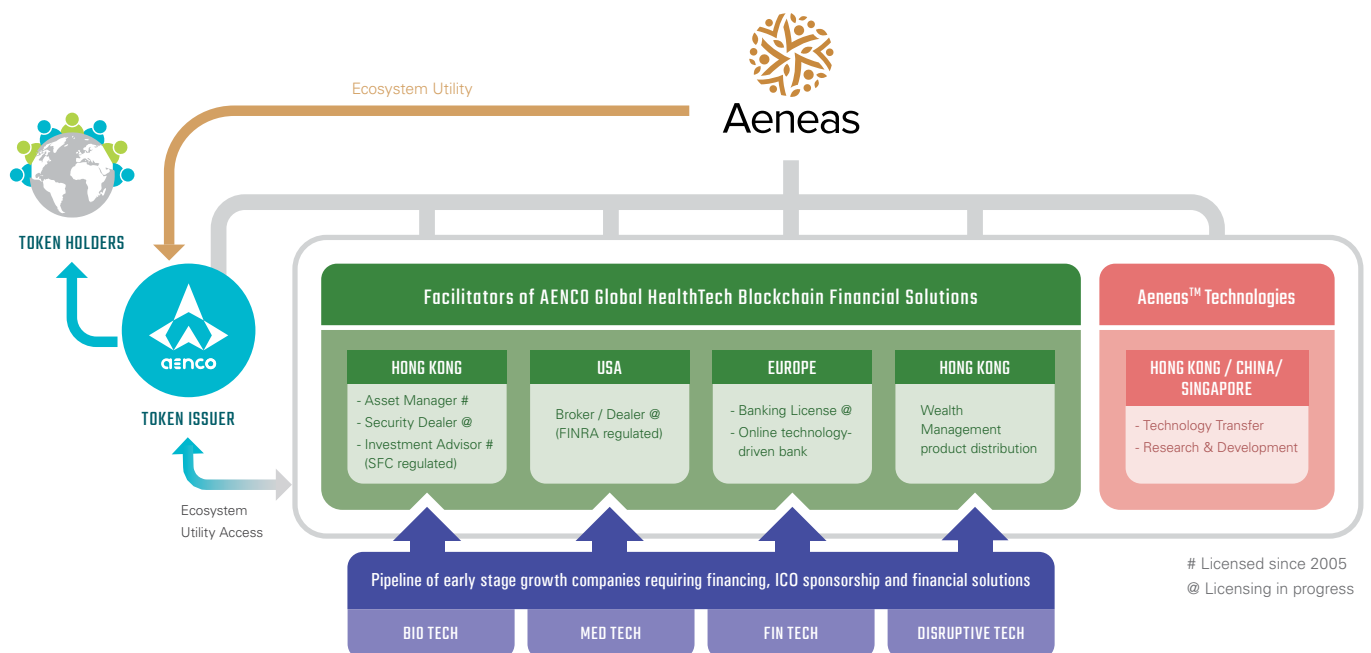 Aeneas
Ecosystem Utility
TOKEN HOLDERS
aenco
TOKEN ISSUER
Ecosystem
Utility Access
Facilitators of AENCO Global HealthTech Blockchain Financial Solutions
HONG KONG
- Asset Manager #
- Security Dealer @
- Investment Advisor #
(SFC regulated)
USA
Broker / Dealer @
(FINRA regulated)
EUROPE
- Banking License @
- Online technology-
driven bank
HONG KONG
Wealth
Management
product distribution
Aeneas™ Technologies
HONG KONG / CHINA/
SINGAPORE
- Technology Transfer
- Research & Development
Pipeline of early stage growth companies requiring financing, ICO sponsorship and financial solutions
BIO TECH
MED TECH
FIN TECH
DISRUPTIVE TECH
# Licensed since 2005
@ Licensing in progress